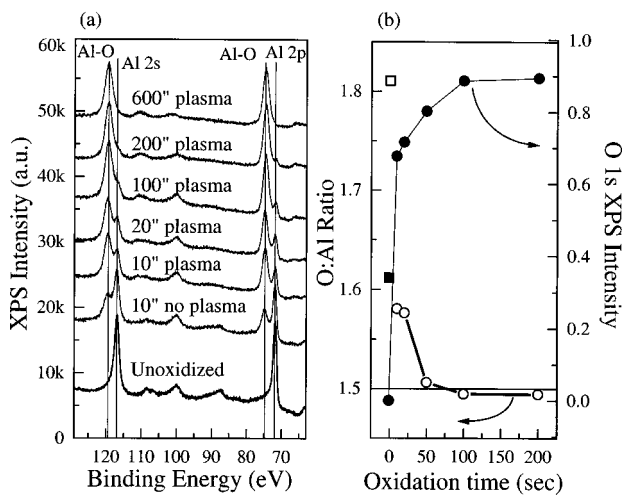 (a)
(b)
60k
50k
40k
30k
20k
10k
0
XPS Intensity (a.u.)
Al-O
Al 2s
Al-O
Al 2p
600" plasma
200" plasma
100" plasma
20" plasma
10" plasma
10" no plasma
Unoxidized
120 110 100 90 80 70
Binding Energy (eV)
1.8
1.7
1.6
1.5
O:Al Ratio
1.0
0.8
0.6
0.4
0.2
0.0
O 1s XPS Intensity
0 50 100 150 200
Oxidation time (sec)